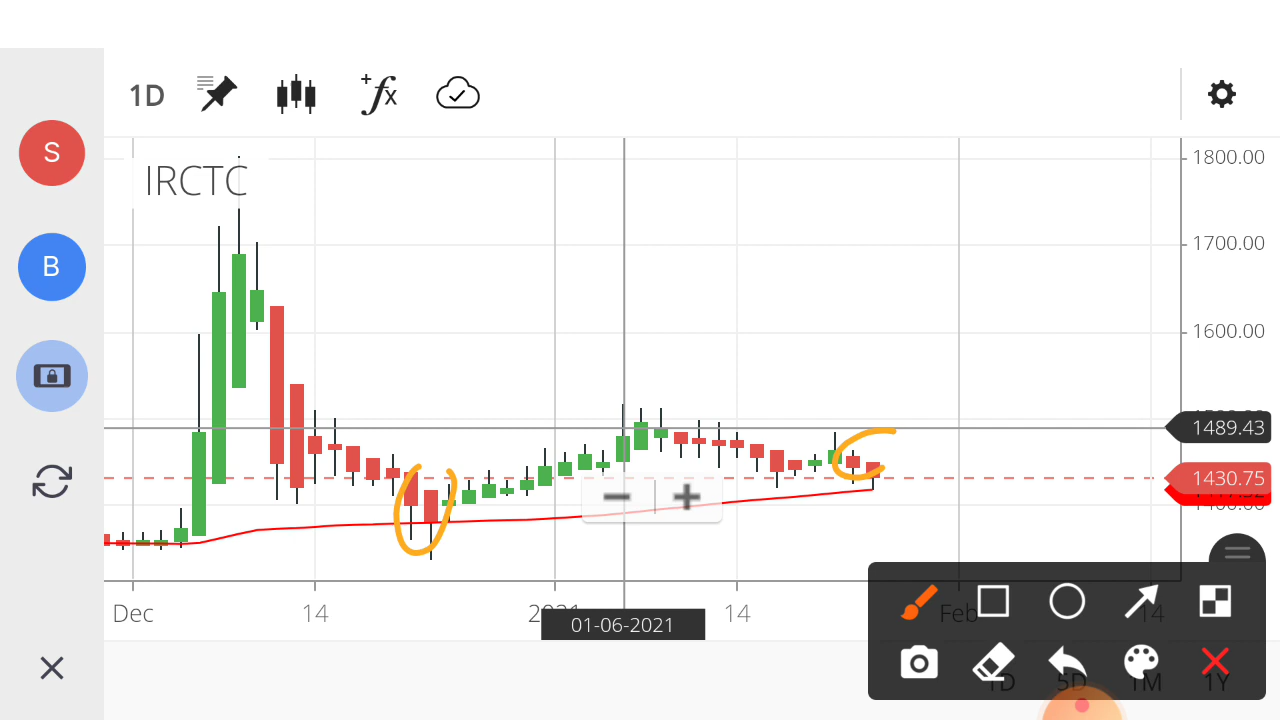 1D
fx
S
IRCTC
1800.00
B
1700.00
1600.00
1489.43
1430.75
Dec
14
2021
14
Feb
14
01-06-2021
1D
5D
1M
1Y